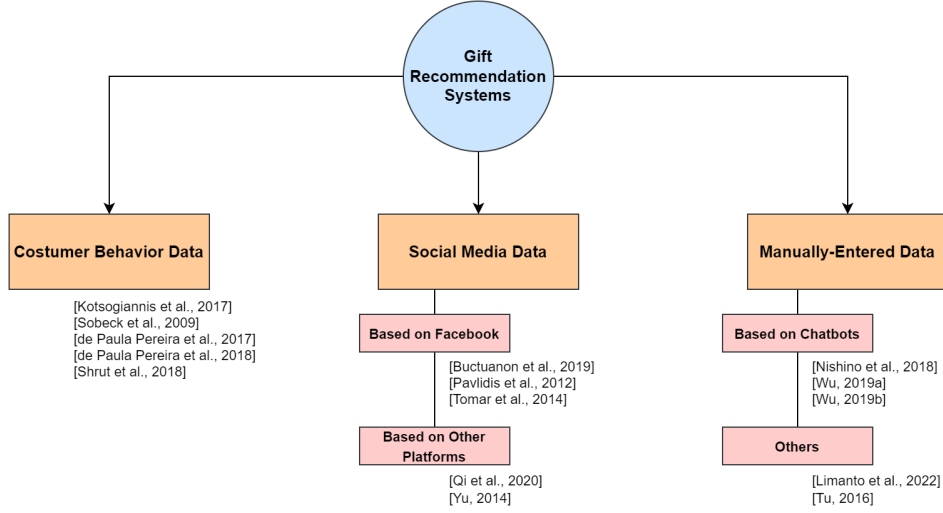 Gift
Recommendation
Systems
Costumer Behavior Data
Social Media Data
Manually-Entered Data
[Kotsogiannis et al., 2017]
[Sobeck et al., 2009]
[de Paula Pereira et al., 2017]
[de Paula Pereira et al., 2018]
[Shrut et al., 2018]
Based on Facebook
[Buctuanon et al., 2019]
[Pavlidis et al., 2012]
[Tomar et al., 2014]
Based on Other
Platforms
[Qi et al., 2020]
[Yu, 2014]
Based on Chatbots
[Nishino et al., 2018]
[Wu, 2019a]
[Wu, 2019b]
Others
[Limanto et al., 2022]
[Tu, 2016]